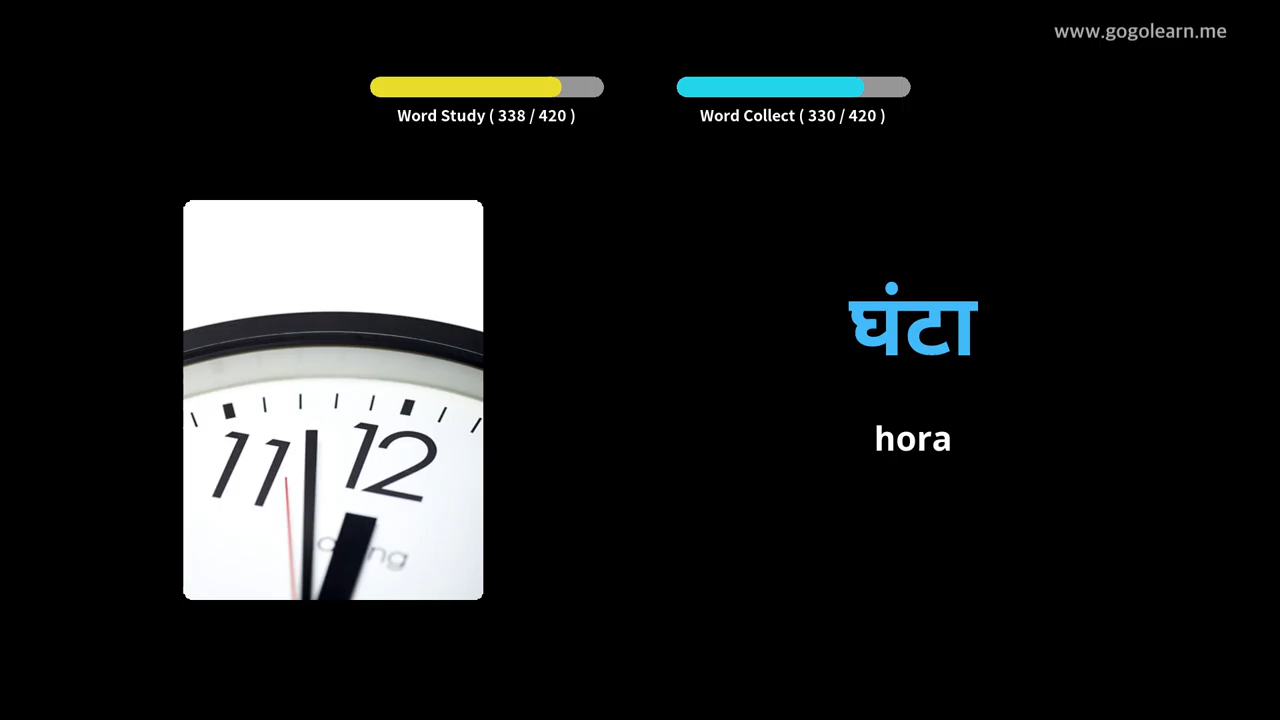 www.gogolearn.me
Word Study ( 338 / 420 )
Word Collect ( 330 / 420 )
11 12
घंटा
hora